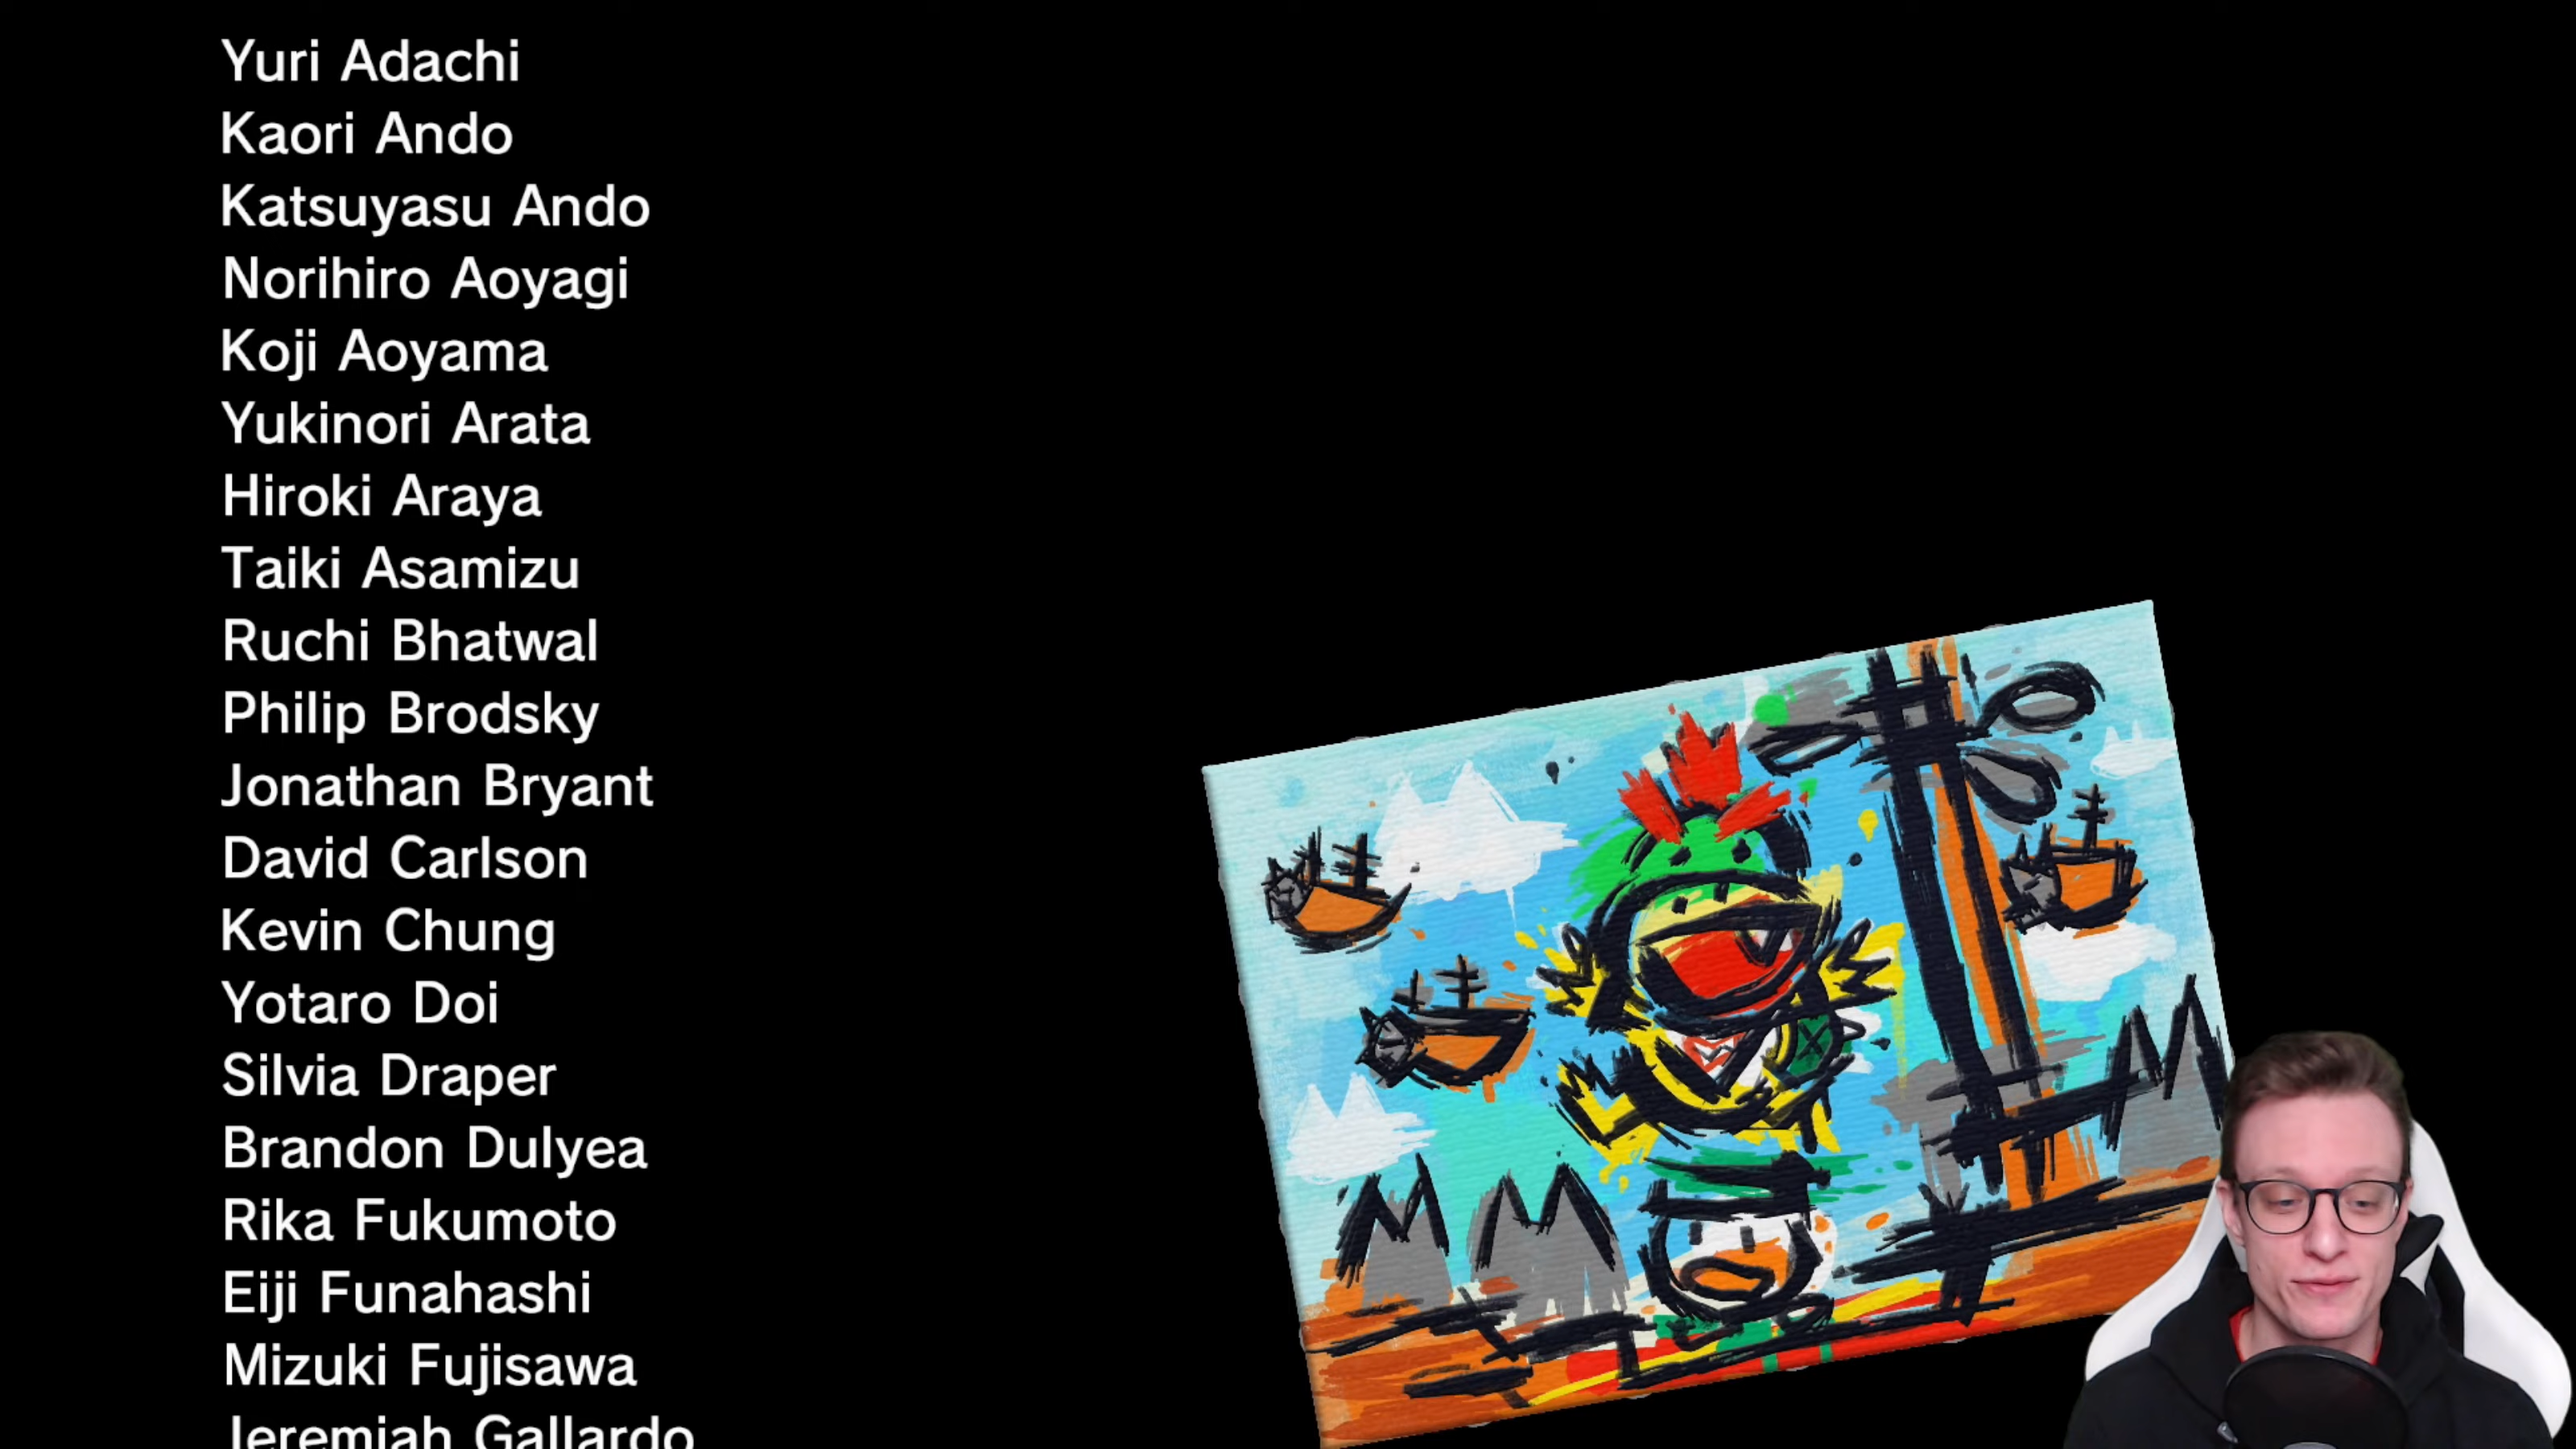 Yuri Adachi
Kaori Ando
Katsuyasu Ando
Norihiro Aoyagi
Koji Aoyama
Yukinori Arata
Hiroki Araya
Taiki Asamizu
Ruchi Bhatwal
Philip Brodsky
Jonathan Bryant
David Carlson
Kevin Chung
Yotaro Doi
Silvia Draper
Brandon Dulyea
Rika Fukumoto
Eiji Funahashi
Mizuki Fujisawa
Jeremiah Gallardo